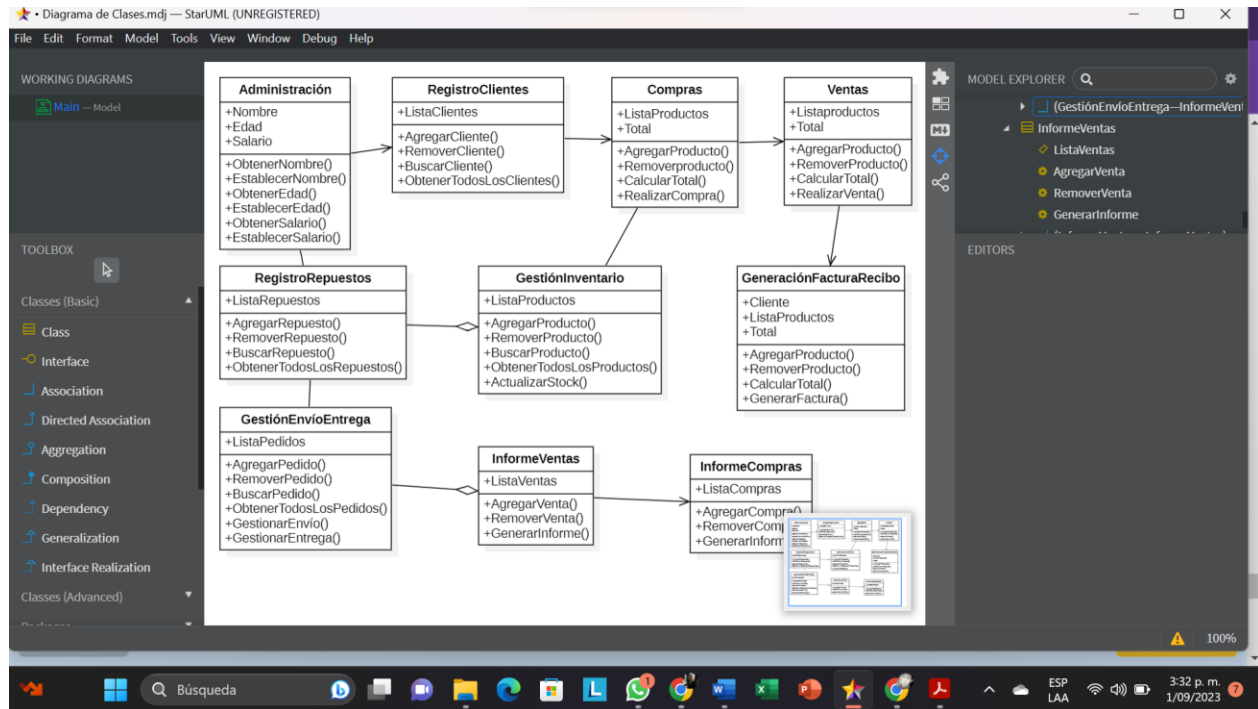 • Diagrama de Clases.mdj — StarUML (UNREGISTERED)
File Edit Format Model Tools View Window Debug Help
WORKING DIAGRAMS
Main — Model
TOOLBOX
Classes (Basic)
Class
Interface
Association
Directed Association
Aggregation
Composition
Dependency
Generalization
Interface Realization
Classes (Advanced)
Administración
+Nombre
+Edad
+Salario
+ObtenerNombre()
+EstablecerNombre()
+ObtenerEdad()
+EstablecerEdad()
+ObtenerSalario()
+EstablecerSalario()
RegistroClientes
+ListaClientes
+AgregarCliente()
+RemoverCliente()
+BuscarCliente()
+ObtenerTodosLosClientes()
Compras
+ListaProductos
+Total
+AgregarProducto()
+Removerproducto()
+CalcularTotal()
+RealizarCompra()
Ventas
+Listaproductos
+Total
+AgregarProducto()
+RemoverProducto()
+CalcularTotal()
+RealizarVenta()
RegistroRepuestos
+ListaRepuestos
+AgregarRepuesto()
+RemoverRepuesto()
+BuscarRepuesto()
+ObtenerTodosLosRepuestos()
GestiónInventario
+ListaProductos
+AgregarProducto()
+RemoverProducto()
+BuscarProducto()
+ObtenerTodosLosProductos()
+ActualizarStock()
GeneraciónFacturaRecibo
+Cliente
+ListaProductos
+Total
+AgregarProducto()
+RemoverProducto()
+CalcularTotal()
+GenerarFactura()
GestiónEnvíoEntrega
+ListaPedidos
+AgregarPedido()
+RemoverPedido()
+BuscarPedido()
+ObtenerTodosLosPedidos()
+GestionarEnvío()
+GestionarEntrega()
InformeVentas
+ListaVentas
+AgregarVenta()
+RemoverVenta()
+GenerarInforme()
InformeCompras
+ListaCompras
+AgregarCompra()
+RemoverComp
+GenerarInform
MODEL EXPLORER
(GestiónEnvíoEntrega—InformeVent
InformeVentas
ListaVentas
AgregarVenta
RemoverVenta
GenerarInforme
EDITORS
100%
Búsqueda
ESP
LAA
3:32 p. m.
1/09/2023
7